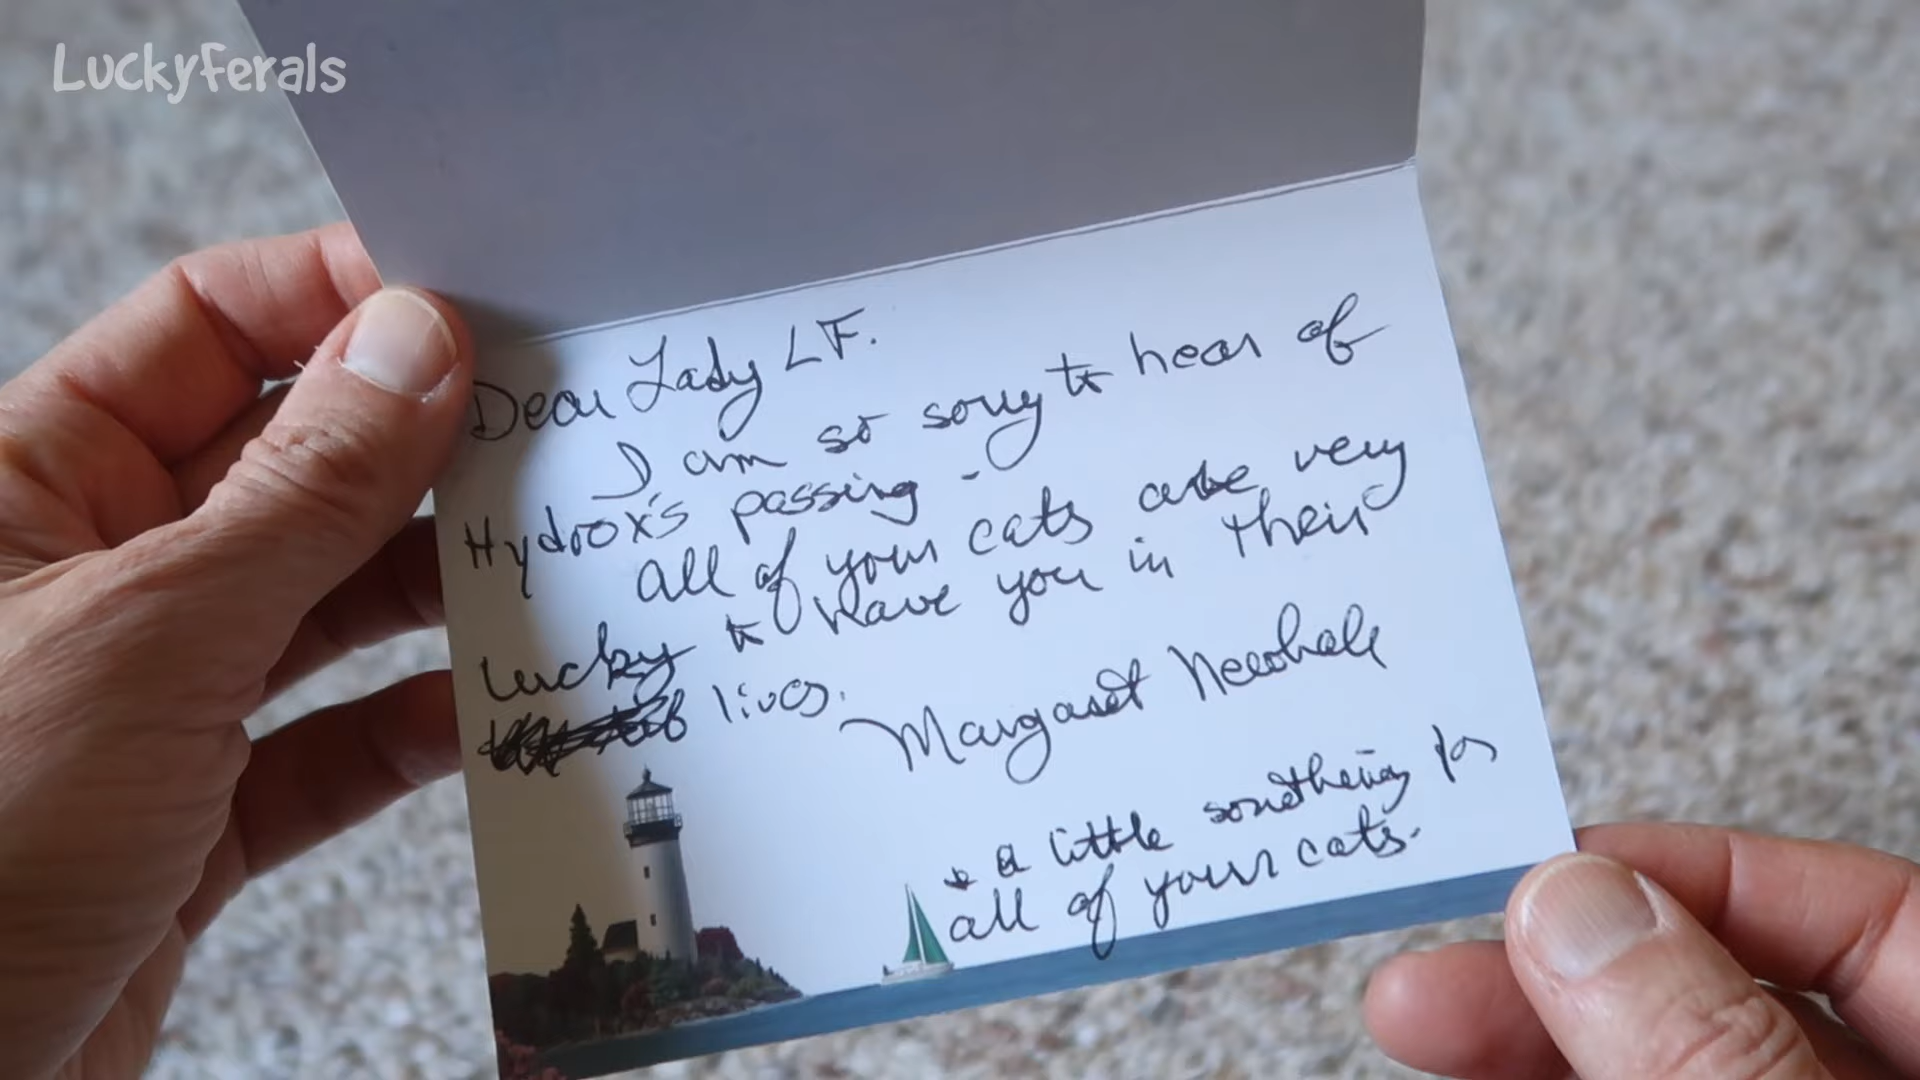 LuckyFerals
Dear Lady LF.
I am so sorry to hear of
Hydrox's passing -
all of your cats are very
lucky to have you in their
lives.
Margaret
* a little something for
all of your cats.